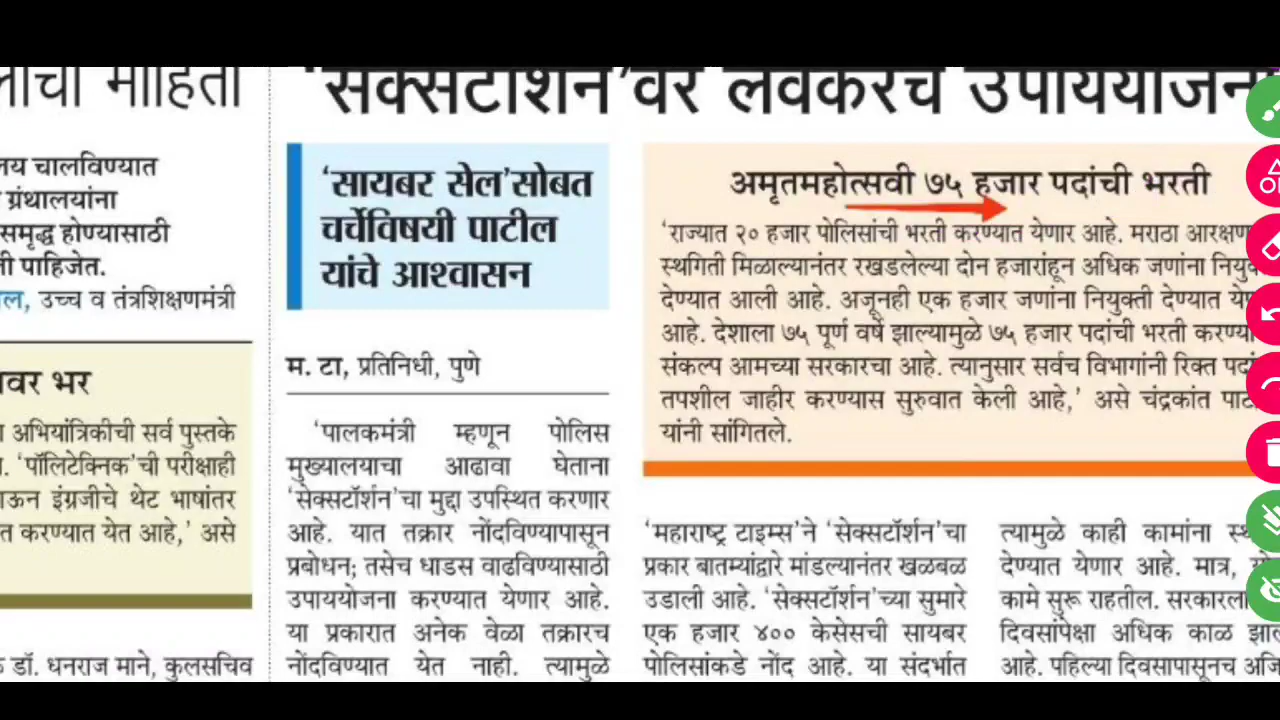 'सेक्सटॉर्शन'वर लवकरच
लय चालविण्यात
ग्रंथालयांना
समृद्ध होण्यासाठी
पाहिजेत.
उच्च व तंत्रशिक्षणमंत्री
वर भर
अभियांत्रिकीची सर्व पुस्तके
'पॉलिटेक्निक'ची परीक्षाही
इंग्रजीचे थेट भाषांतर
करण्यात येत आहे,' असे
डॉ. धनराज माने, कुलसचिव
'सायबर सेल'सोबत
चर्चेविषयी पाटील
यांचे आश्वासन
म. टा, प्रतिनिधी, पुणे
'पालकमंत्री म्हणून पोलिस
मुख्यालयाचा आढावा घेताना
'सेक्सटॉर्शन'चा मुद्दा उपस्थित करणार
आहे. यात तक्रार नोंदविण्यापासून
प्रबोधन; तसेच धाडस वाढविण्यासाठी
उपाययोजना करण्यात येणार आहे.
या प्रकारात अनेक वेळा तक्रारच
नोंदविण्यात येत नाही. त्यामुळे
अमृतमहोत्सवी ७५ हजार पदांची भरती
'राज्यात २० हजार पोलिसांची भरती करण्यात येणार आहे. मराठा आरक्षण
स्थगिती मिळाल्यानंतर रखडलेल्या दोन हजारांहून अधिक जणांना
देण्यात आली आहे. अजूनही एक हजार जणांना नियुक्ती देण्यात
आहे. देशाला ७५ पूर्ण वर्षे झाल्यामुळे ७५ हजार पदांची भरती
संकल्प आमच्या सरकारचा आहे. त्यानुसार सर्वच विभागांनी रिक्त
तपशील जाहीर करण्यास सुरुवात केली आहे,' असे चंद्रकांत
यांनी सांगितले.
'महाराष्ट्र टाइम्स'ने 'सेक्सटॉर्शन'चा
प्रकार बातम्यांद्वारे मांडल्यानंतर खळबळ
उडाली आहे. 'सेक्सटॉर्शन'च्या सुमारे
एक हजार ४०० केसेसची सायबर
पोलिसांकडे नोंद आहे. या संदर्भात
त्यामुळे काही कामांना
देण्यात येणार आहे. मात्र,
कामे सुरू राहतील.
दिवसांपेक्षा अधिक काळ
आहे. पहिल्या दिवसापासूनच